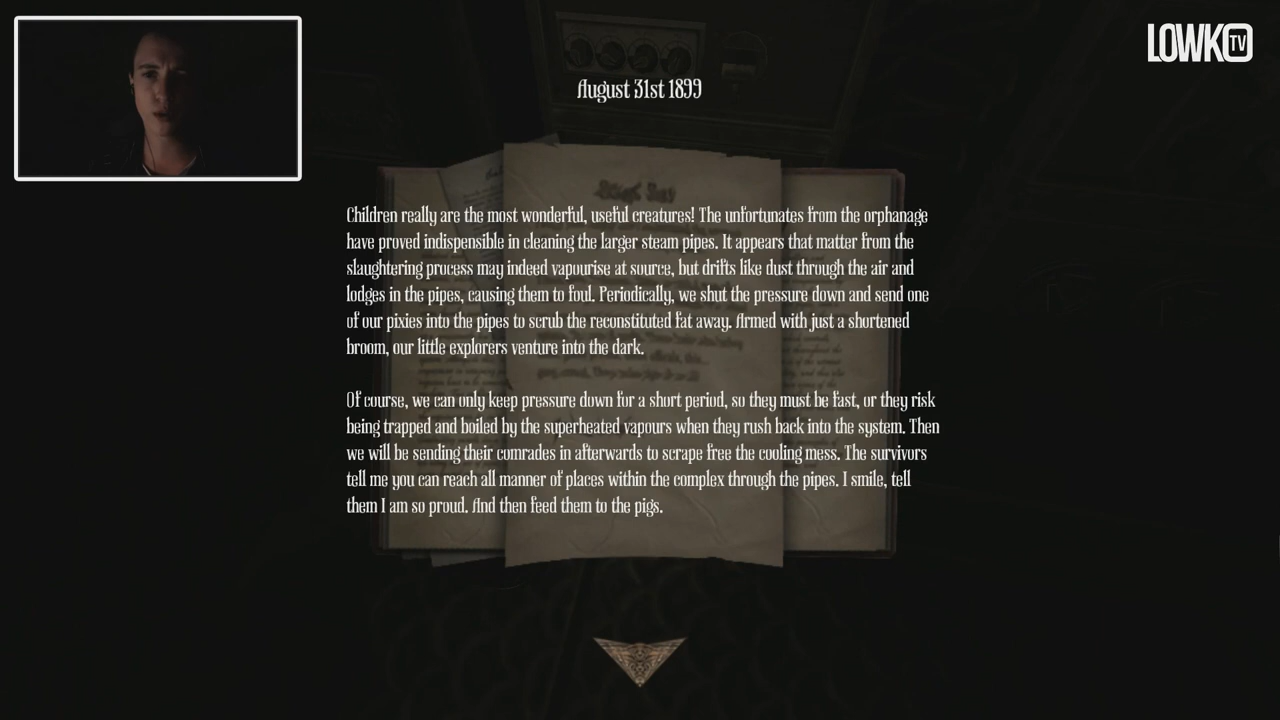 LOWKO TV
August 31st 1899
Children really are the most wonderful, useful creatures! The unfortunates from the orphanage
have proved indispensible in cleaning the larger steam pipes. It appears that matter from the
slaughtering process may indeed vapourise at source, but drifts like dust through the air and
lodges in the pipes, causing them to foul. Periodically, we shut the pressure down and send one
of our pixies into the pipes to scrub the reconstituted fat away. Armed with just a shortened
broom, our little explorers venture into the dark.
Of course, we can only keep pressure down for a short period, so they must be fast, or they risk
being trapped and boiled by the superheated vapours when they rush back into the system. Then
we will be sending their comrades in afterwards to scrape free the cooling mess. The survivors
tell me you can reach all manner of places within the complex through the pipes. I smile, tell
them I am so proud. And then feed them to the pigs.